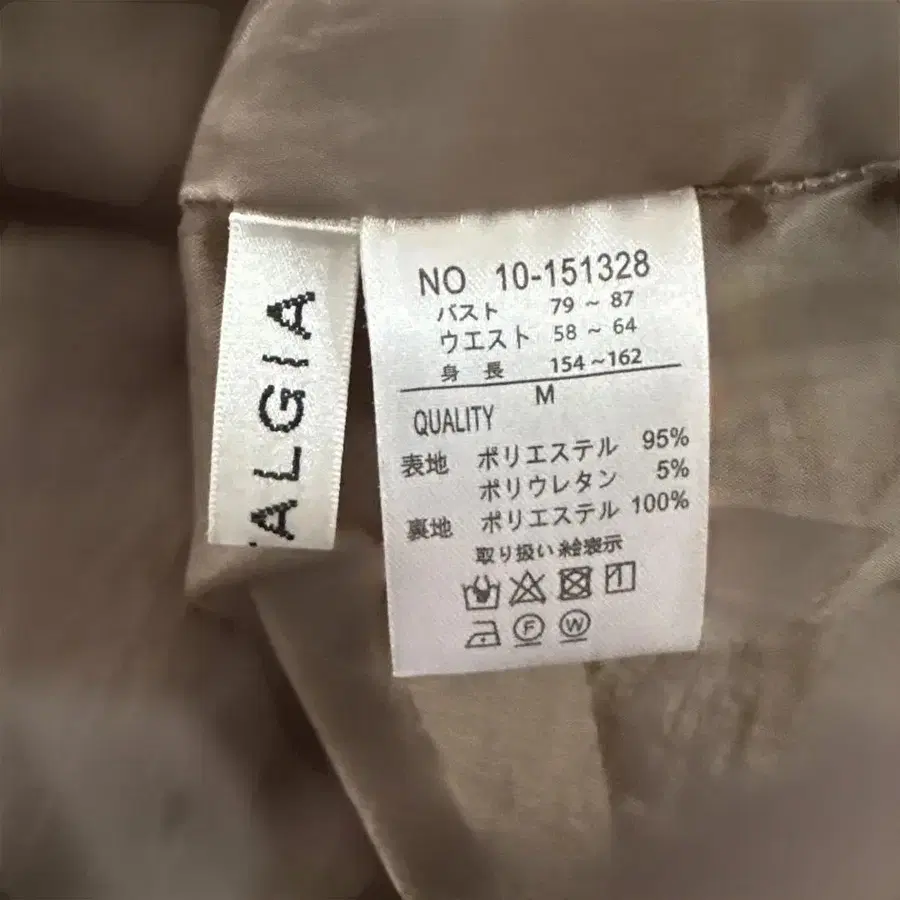 ALGIA
NO 10-151328
バスト 79 ~ 87
ウエスト 58 ~ 64
身長 154~162
M
QUALITY
表地 ポリエステル 95%
ポリウレタン 5%
裏地 ポリエステル 100%
取り扱い絵表示
1
F W